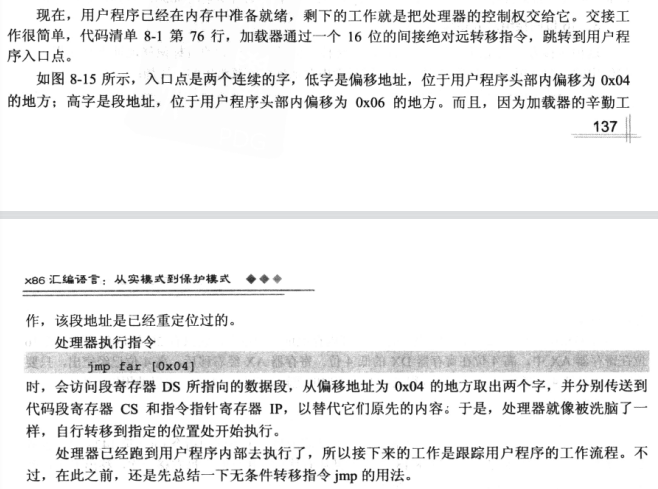 现在，用户程序已经在内存中准备就绪，剩下的工作就是把处理器的控制权交给它。交接工
作很简单，代码清单 8-1 第 76 行，加载器通过一个 16 位的间接绝对远转移指令，跳转到用户程
序入口点。
如图 8-15 所示，入口点是两个连续的字，低字是偏移地址，位于用户程序头部内偏移为 0x04
的地方；高字是段地址，位于用户程序头部内偏移为 0x06 的地方。而且，因为加载器的辛勤工
137
x86 汇编语言：从实模式到保护模式 ◆◆◆
作，该段地址是已经重定位过的。
处理器执行指令
jmp far [0x04]
时，会访问段寄存器 DS 所指向的数据段，从偏移地址为 0x04 的地方取出两个字，并分别传送到
代码段寄存器 CS 和指令指针寄存器 IP，以替代它们原先的内容。于是，处理器就像被洗脑了一
样，自行转移到指定的位置处开始执行。
处理器已经跑到用户程序内部去执行了，所以接下来的工作是跟踪用户程序的工作流程。不
过，在此之前，还是先总结一下无条件转移指令 jmp 的用法。